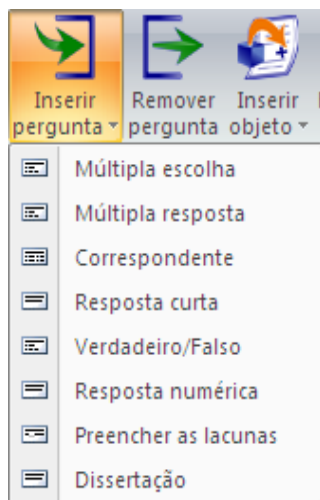 Inserir Remover Inserir
pergunta pergunta objeto
Múltipla escolha
Múltipla resposta
Correspondente
Resposta curta
Verdadeiro/Falso
Resposta numérica
Preencher as lacunas
Dissertação